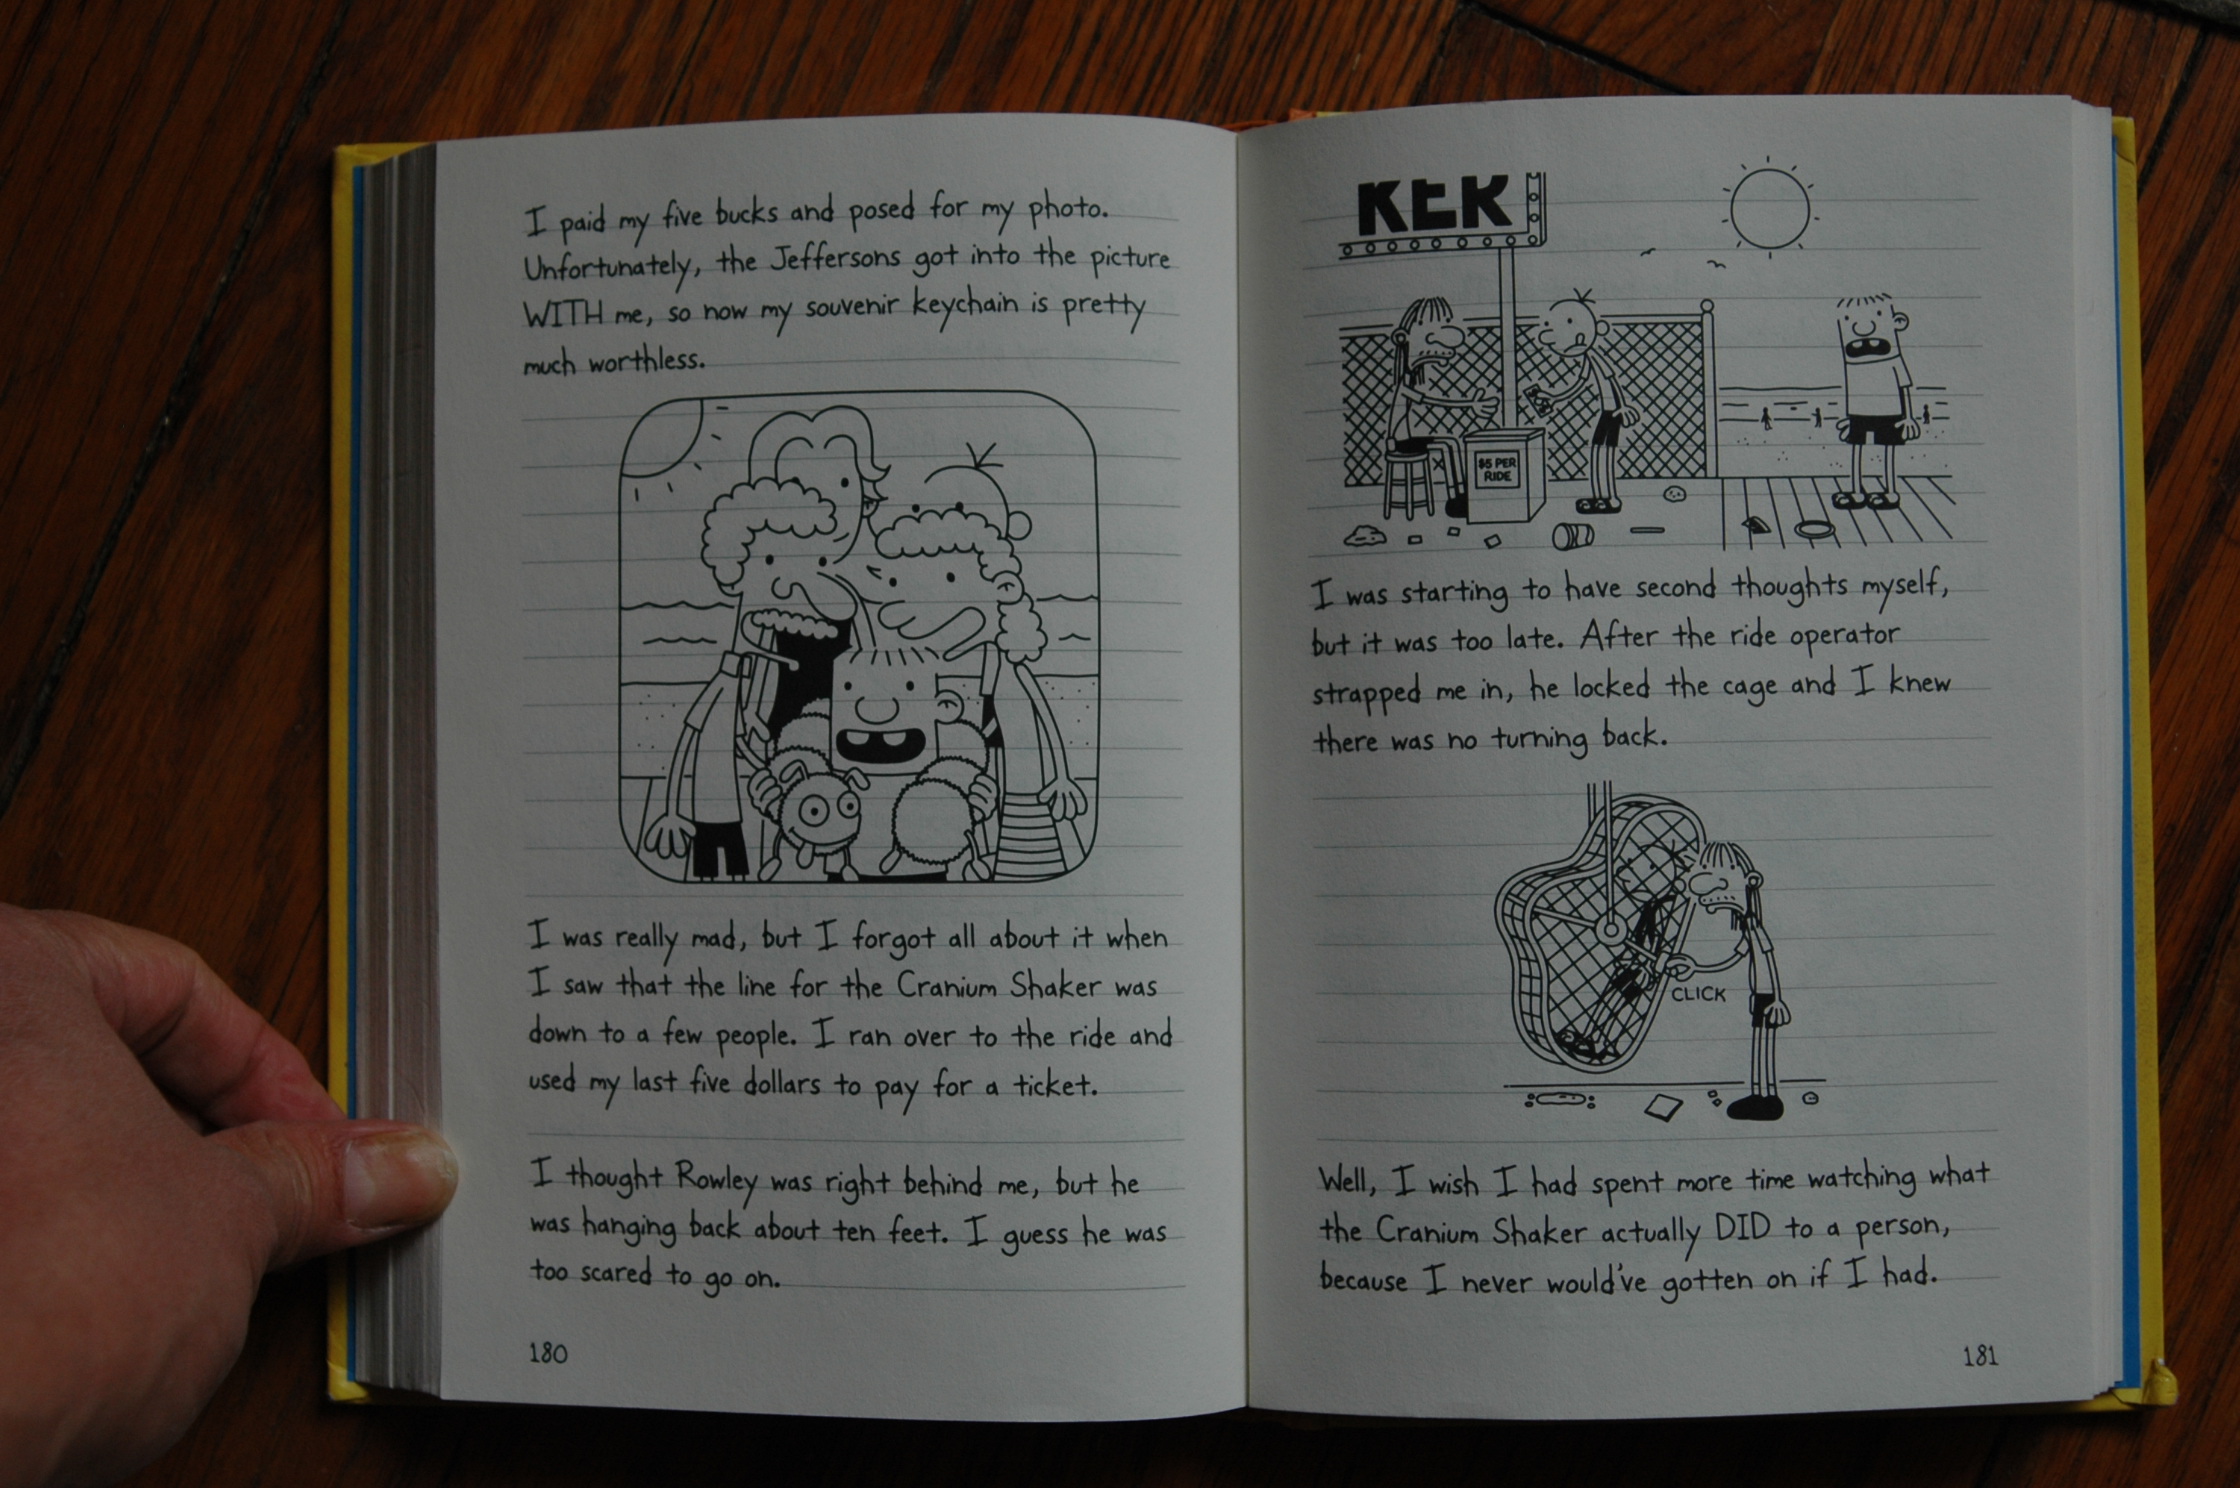 I paid my five bucks and posed for my photo.
Unfortunately, the Jeffersons got into the picture
WITH me, so now my souvenir keychain is pretty
much worthless.
I was really mad, but I forgot all about it when
I saw that the line for the Cranium Shaker was
down to a few people. I ran over to the ride and
used my last five dollars to pay for a ticket.
I thought Rowley was right behind me, but he
was hanging back about ten feet. I guess he was
too scared to go on.
180
KER
$5 PER
RIDE
I was starting to have second thoughts myself,
but it was too late. After the ride operator
strapped me in, he locked the cage and I knew
there was no turning back.
CLICK
Well, I wish I had spent more time watching what
the Cranium Shaker actually DID to a person,
because I never would've gotten on if I had.
181